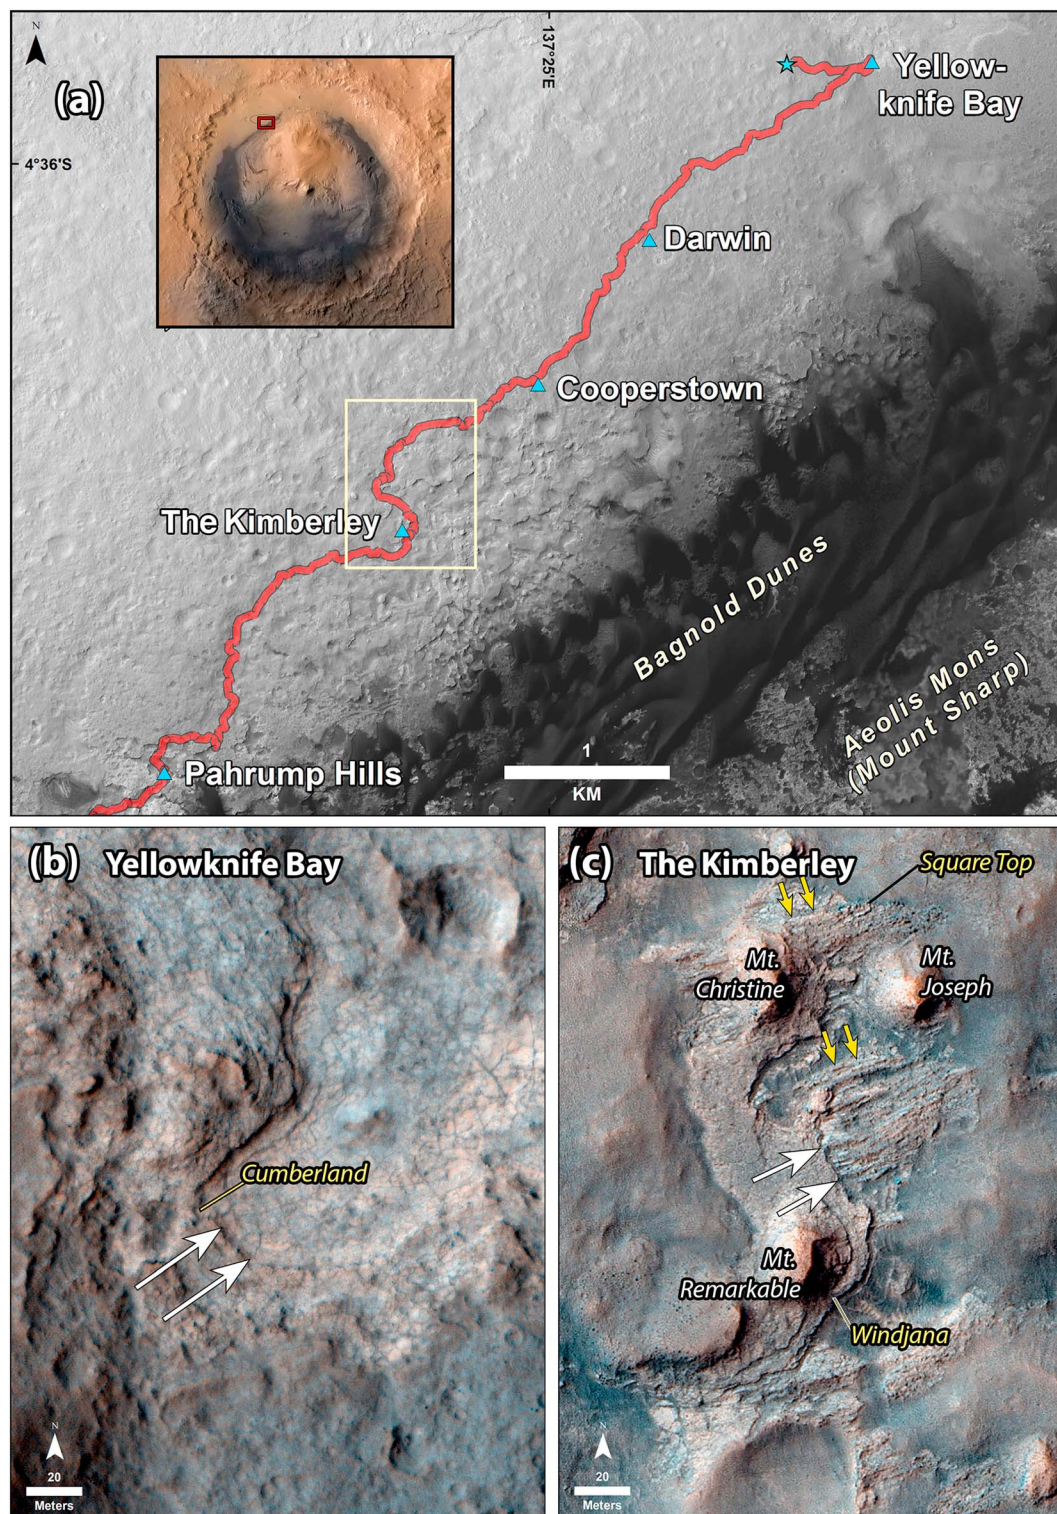 N
(a)
137°25'E
4°36'S
Yellow-
knife Bay
Darwin
Cooperstown
The Kimberley
Pahrump Hills
Bagnold Dunes
Aeolis Mons
(Mount Sharp)
1
KM
(b) Yellowknife Bay
Cumberland
N
20
Meters
(c) The Kimberley
Square Top
Mt.
Christine
Mt.
Joseph
Mt.
Remarkable
Windjana
N
20
Meters